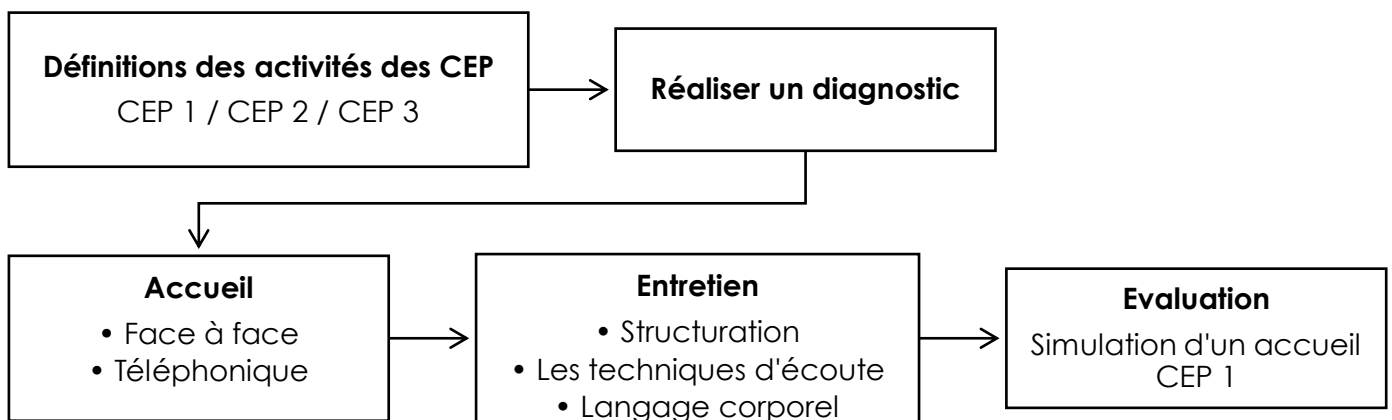 Définitions des activités des CEP
CEP 1 / CEP 2 / CEP 3
Réaliser un diagnostic
Accueil
• Face à face
• Téléphonique
Entretien
• Structuration
• Les techniques d'écoute
• Langage corporel
Evaluation
Simulation d'un accueil
CEP 1